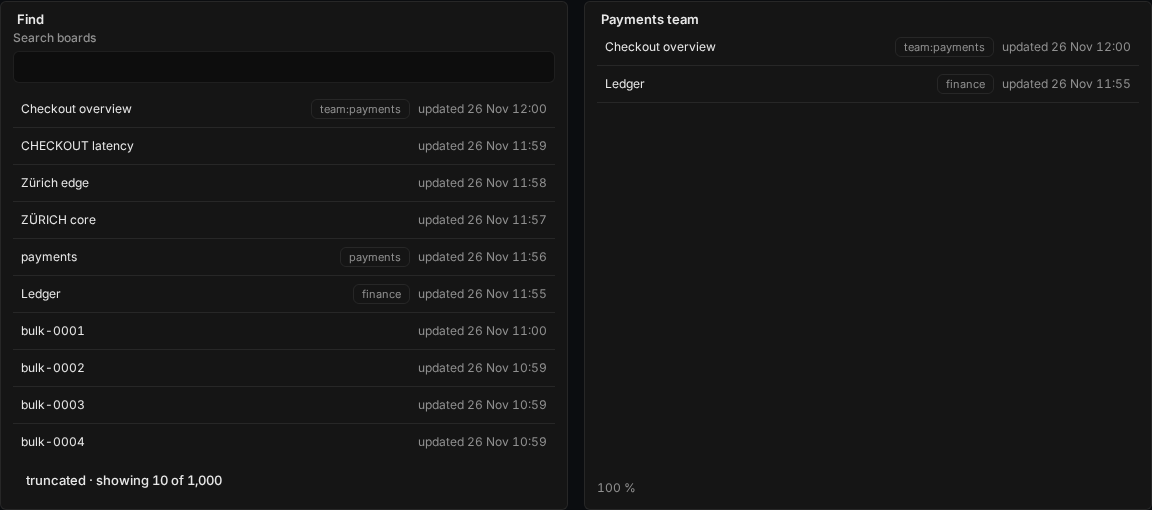 Find
Search boards
Checkout overview team:payments updated 26 Nov 12:00
CHECKOUT latency updated 26 Nov 11:59
Zürich edge updated 26 Nov 11:58
ZÜRICH core updated 26 Nov 11:57
payments payments updated 26 Nov 11:56
Ledger finance updated 26 Nov 11:55
bulk-0001 updated 26 Nov 11:00
bulk-0002 updated 26 Nov 10:59
bulk-0003 updated 26 Nov 10:59
bulk-0004 updated 26 Nov 10:59
truncated · showing 10 of 1,000
Payments team
Checkout overview team:payments updated 26 Nov 12:00
Ledger finance updated 26 Nov 11:55
100 %